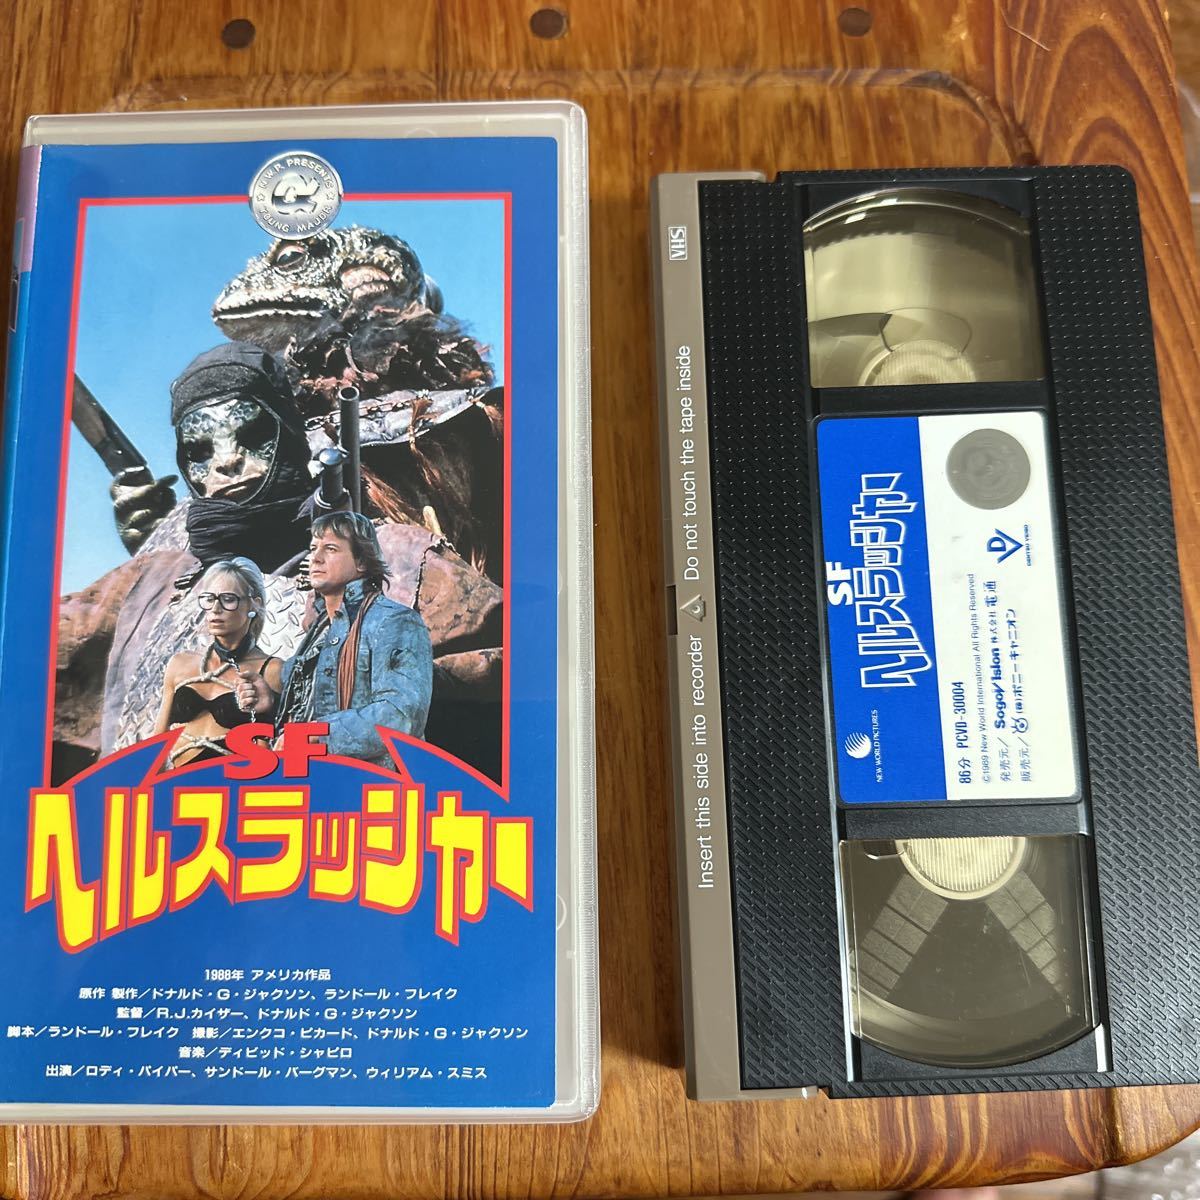 N.W.P. PRESENTS
YOUNG MAJOR
SF
ヘルスラッシャー
1988年 アメリカ作品
原作 製作／ドナルド・G・ジャクソン、ランドール・フレイク
監督／R.J.カイザー、ドナルド・G・ジャクソン
脚本／ランドール・フレイク 撮影／エンクコ・ピカード、ドナルド・G・ジャクソン
音楽／ディビッド・シャピロ
出演／ロディ・パイパー、サンドール・バーグマン、ウィリアム・スミス
VHS
Insert this side into recorder Do not touch the tape inside
SF
ヘルスラッシャー
NEW WORLD PICTURES
DENTSU VIDEO
86分 PCVD-30004
©1989 New World International All Rights Reserved
発売元／ SogoVision 株式会社 電通
販売元／ (株)ポニーキャニオン